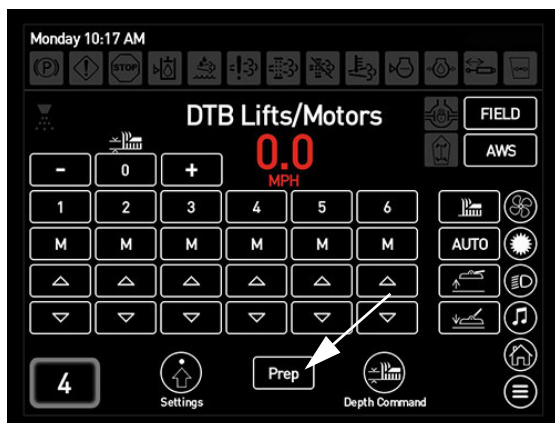 Monday 10:17 AM
(P) STOP
DTB Lifts/Motors
FIELD
AWS
0.0
MPH
- 0 +
1 2 3 4 5 6
M M M M M M AUTO
4
Settings
Prep
Depth Command